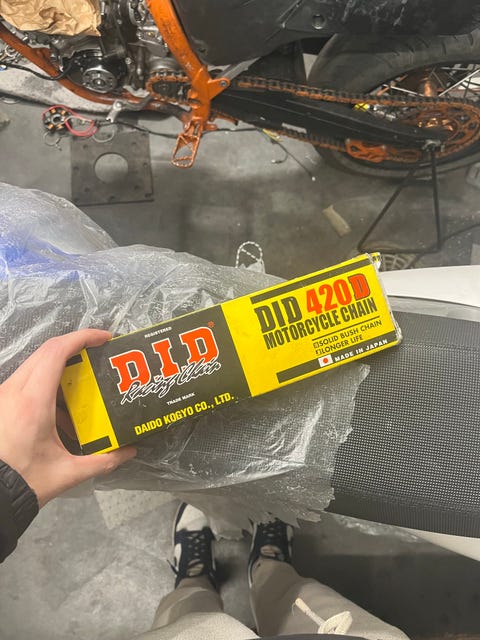 REGISTERED
D.I.D®
Racing Chain
TRADE MARK
DAIDO KOGYO CO., LTD.
DID 420D
MOTORCYCLE CHAIN
SOLID BUSH CHAIN
LONGER LIFE
MADE IN JAPAN